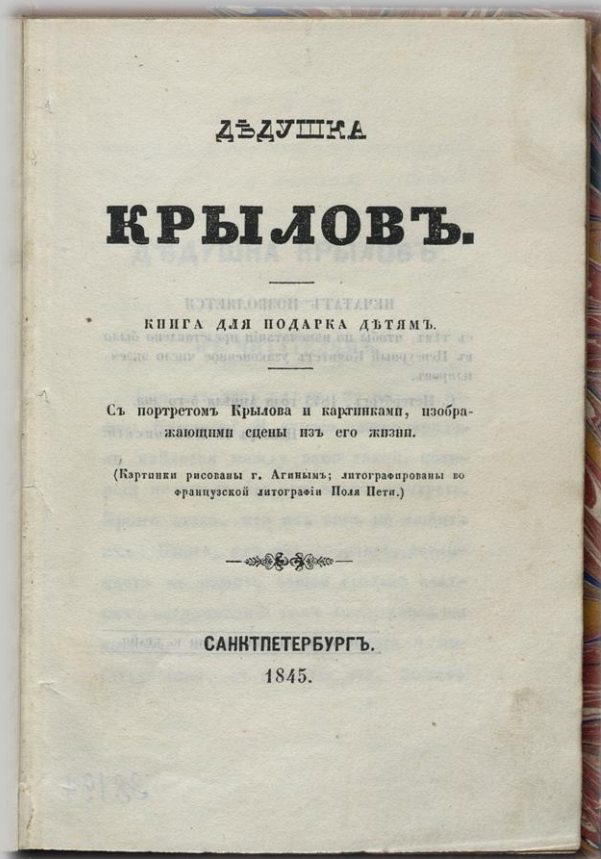 ДѢДУШКА
КРЫЛОВЪ.
КНИГА ДЛЯ ПОДАРКА ДѢТЯМЪ.
Съ портретомъ Крылова и картинками, изобра-
жающими сцены изъ его жизни.
(Картинки рисованы г. Агинымъ; литографированы во
французской литографіи Поля Пети.)
САНКТПЕТЕРБУРГЪ.
1845.